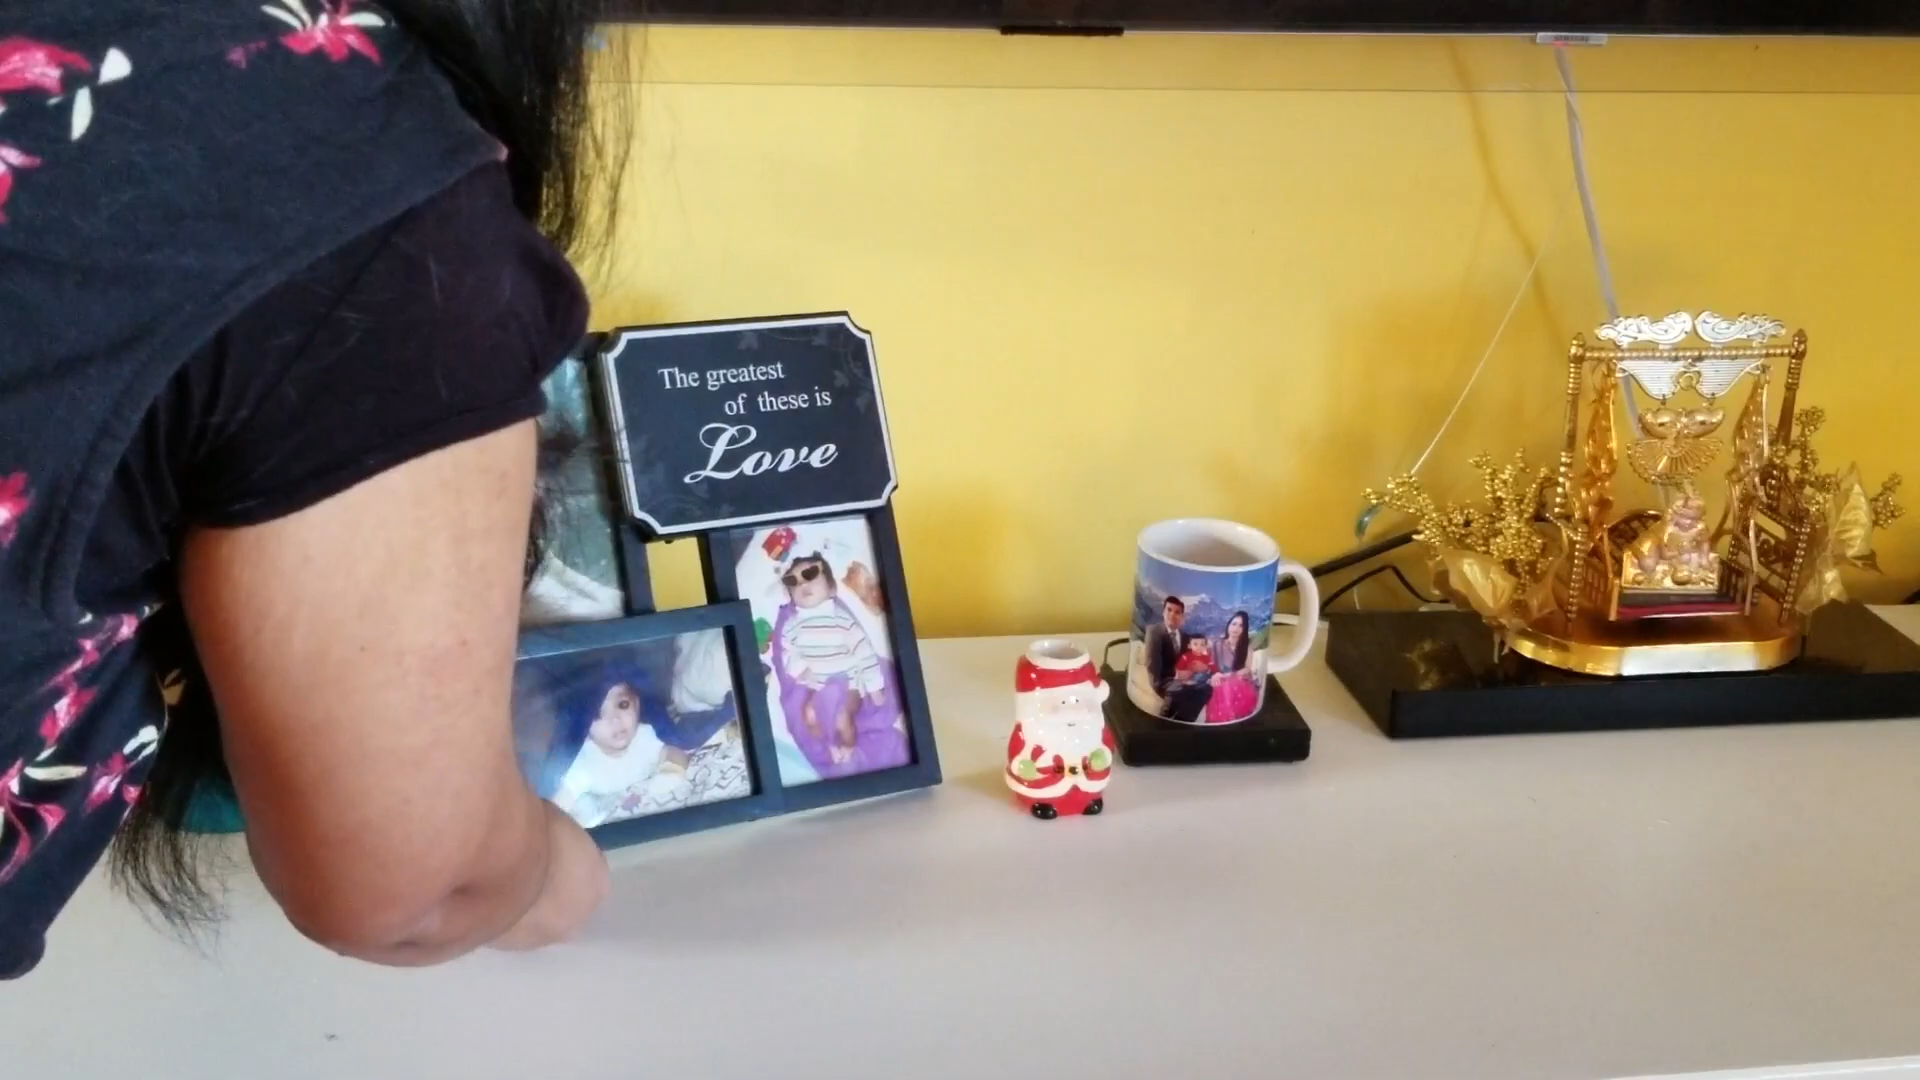 The greatest
of these is
Love